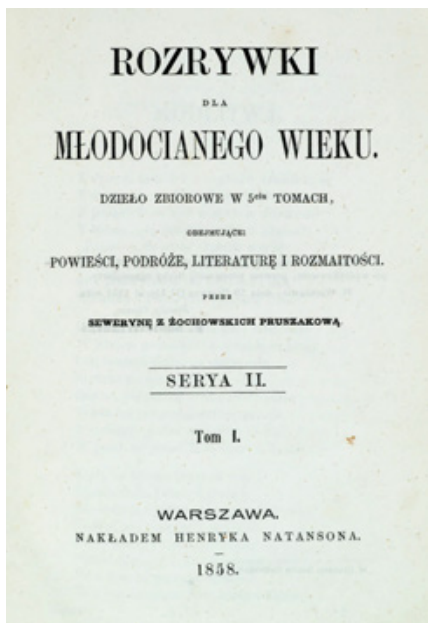 ROZRYWKI
DLA
MŁODOCIANEGO WIEKU.
DZIEŁO ZBIOROWE W 5ciu TOMACH,
OBEJMUJĄCE:
POWIEŚCI, PODRÓŻE, LITERATURĘ I ROZMAITOŚCI.
PRZEZ
SEWERYNĘ Z ŻOCHOWSKICH PRUSZAKOWĄ.
SERYA II.
Tom I.
WARSZAWA.
NAKŁADEM HENRYKA NATANSONA.
1858.